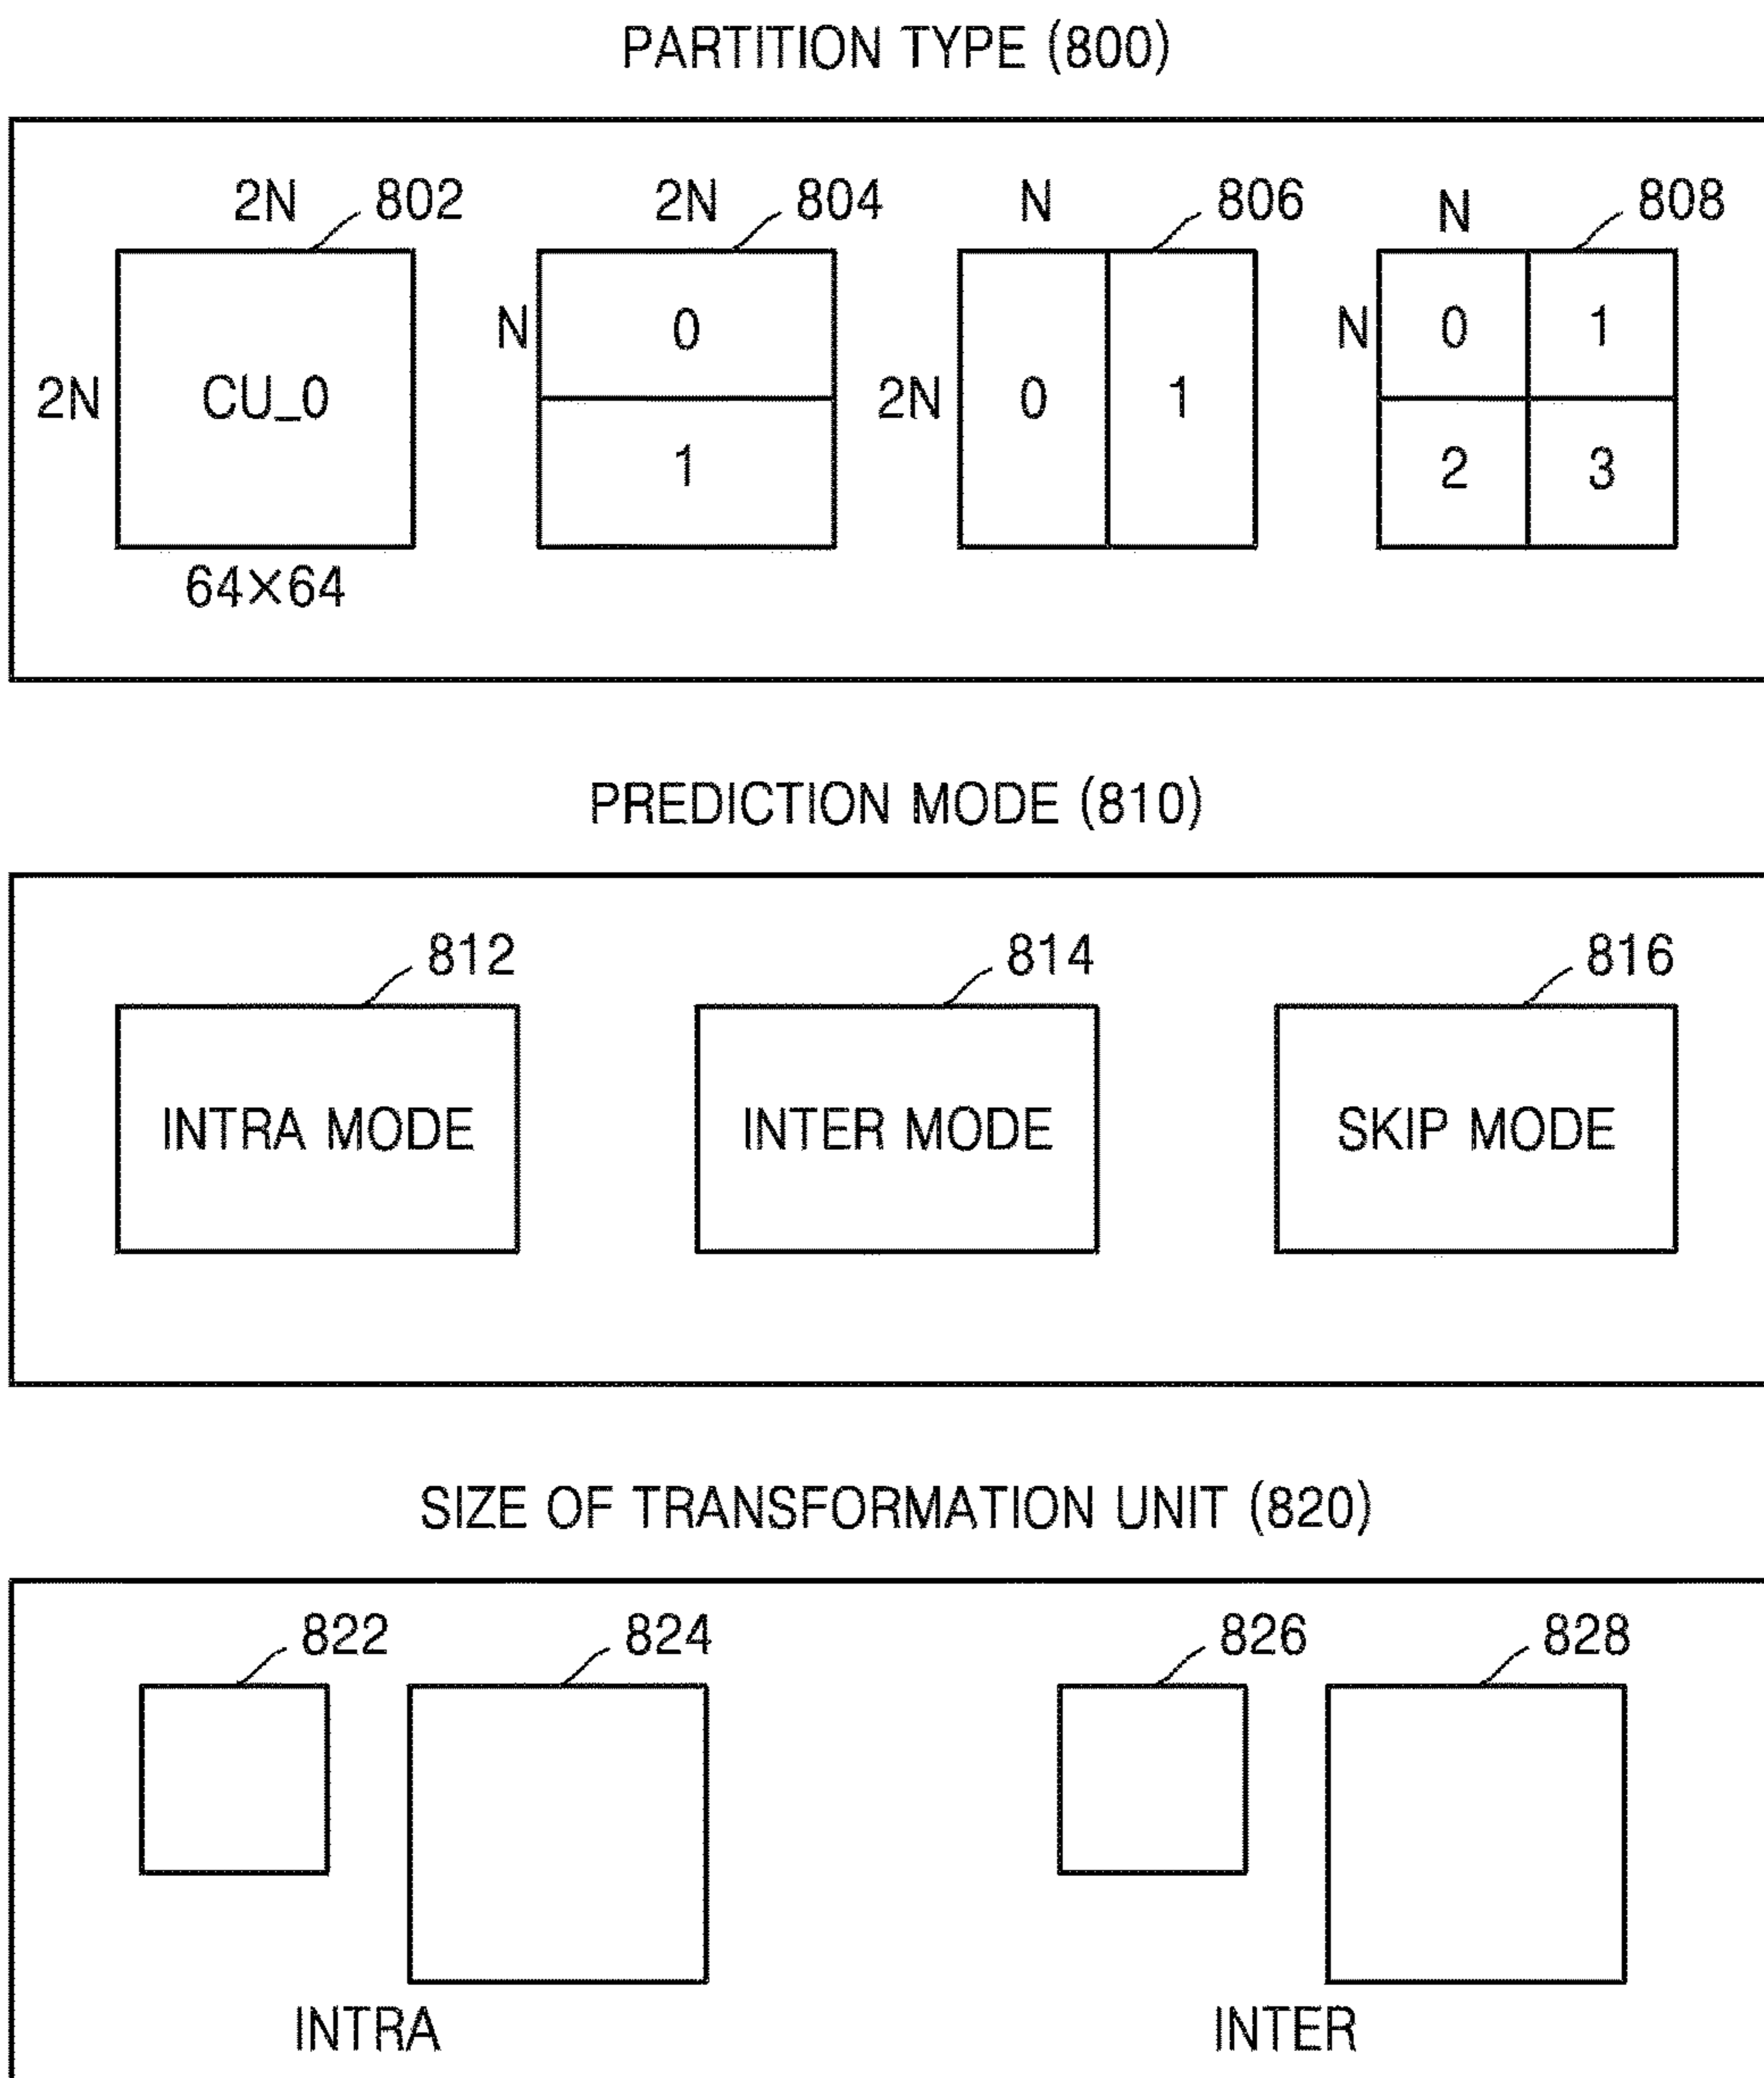 PARTITION TYPE (800)
2N 802 2N 804 N 806 N 808
N 0 N 0 1
2N CU_0 2N 0 1
1 2 3
64×64
PREDICTION MODE (810)
812 814 816
INTRA MODE INTER MODE SKIP MODE
SIZE OF TRANSFORMATION UNIT (820)
822 824 826 828
INTRA INTER